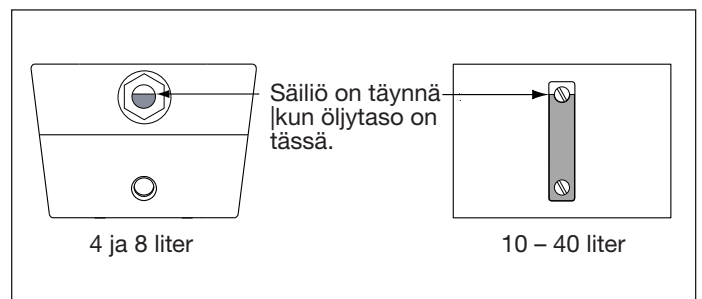 Säiliö on täynnä
|kun öljytaso on
tässä.
4 ja 8 liter
10 – 40 liter